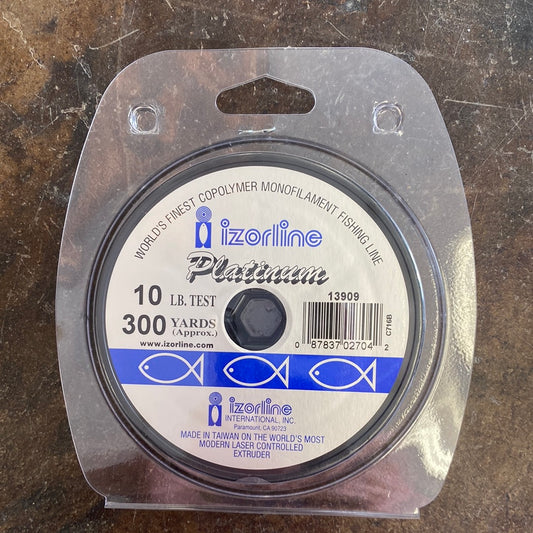 WORLD'S FINEST COPOLYMER MONOFILAMENT FISHING LINE
izorline
Platinum
10 LB. TEST
300 YARDS
(Approx.)
www.izorline.com
13909
C716B
0 87837 02704 2
izorline
INTERNATIONAL, INC.
Paramount, CA 90723
MADE IN TAIWAN ON THE WORLD'S MOST
MODERN LASER CONTROLLED
EXTRUDER